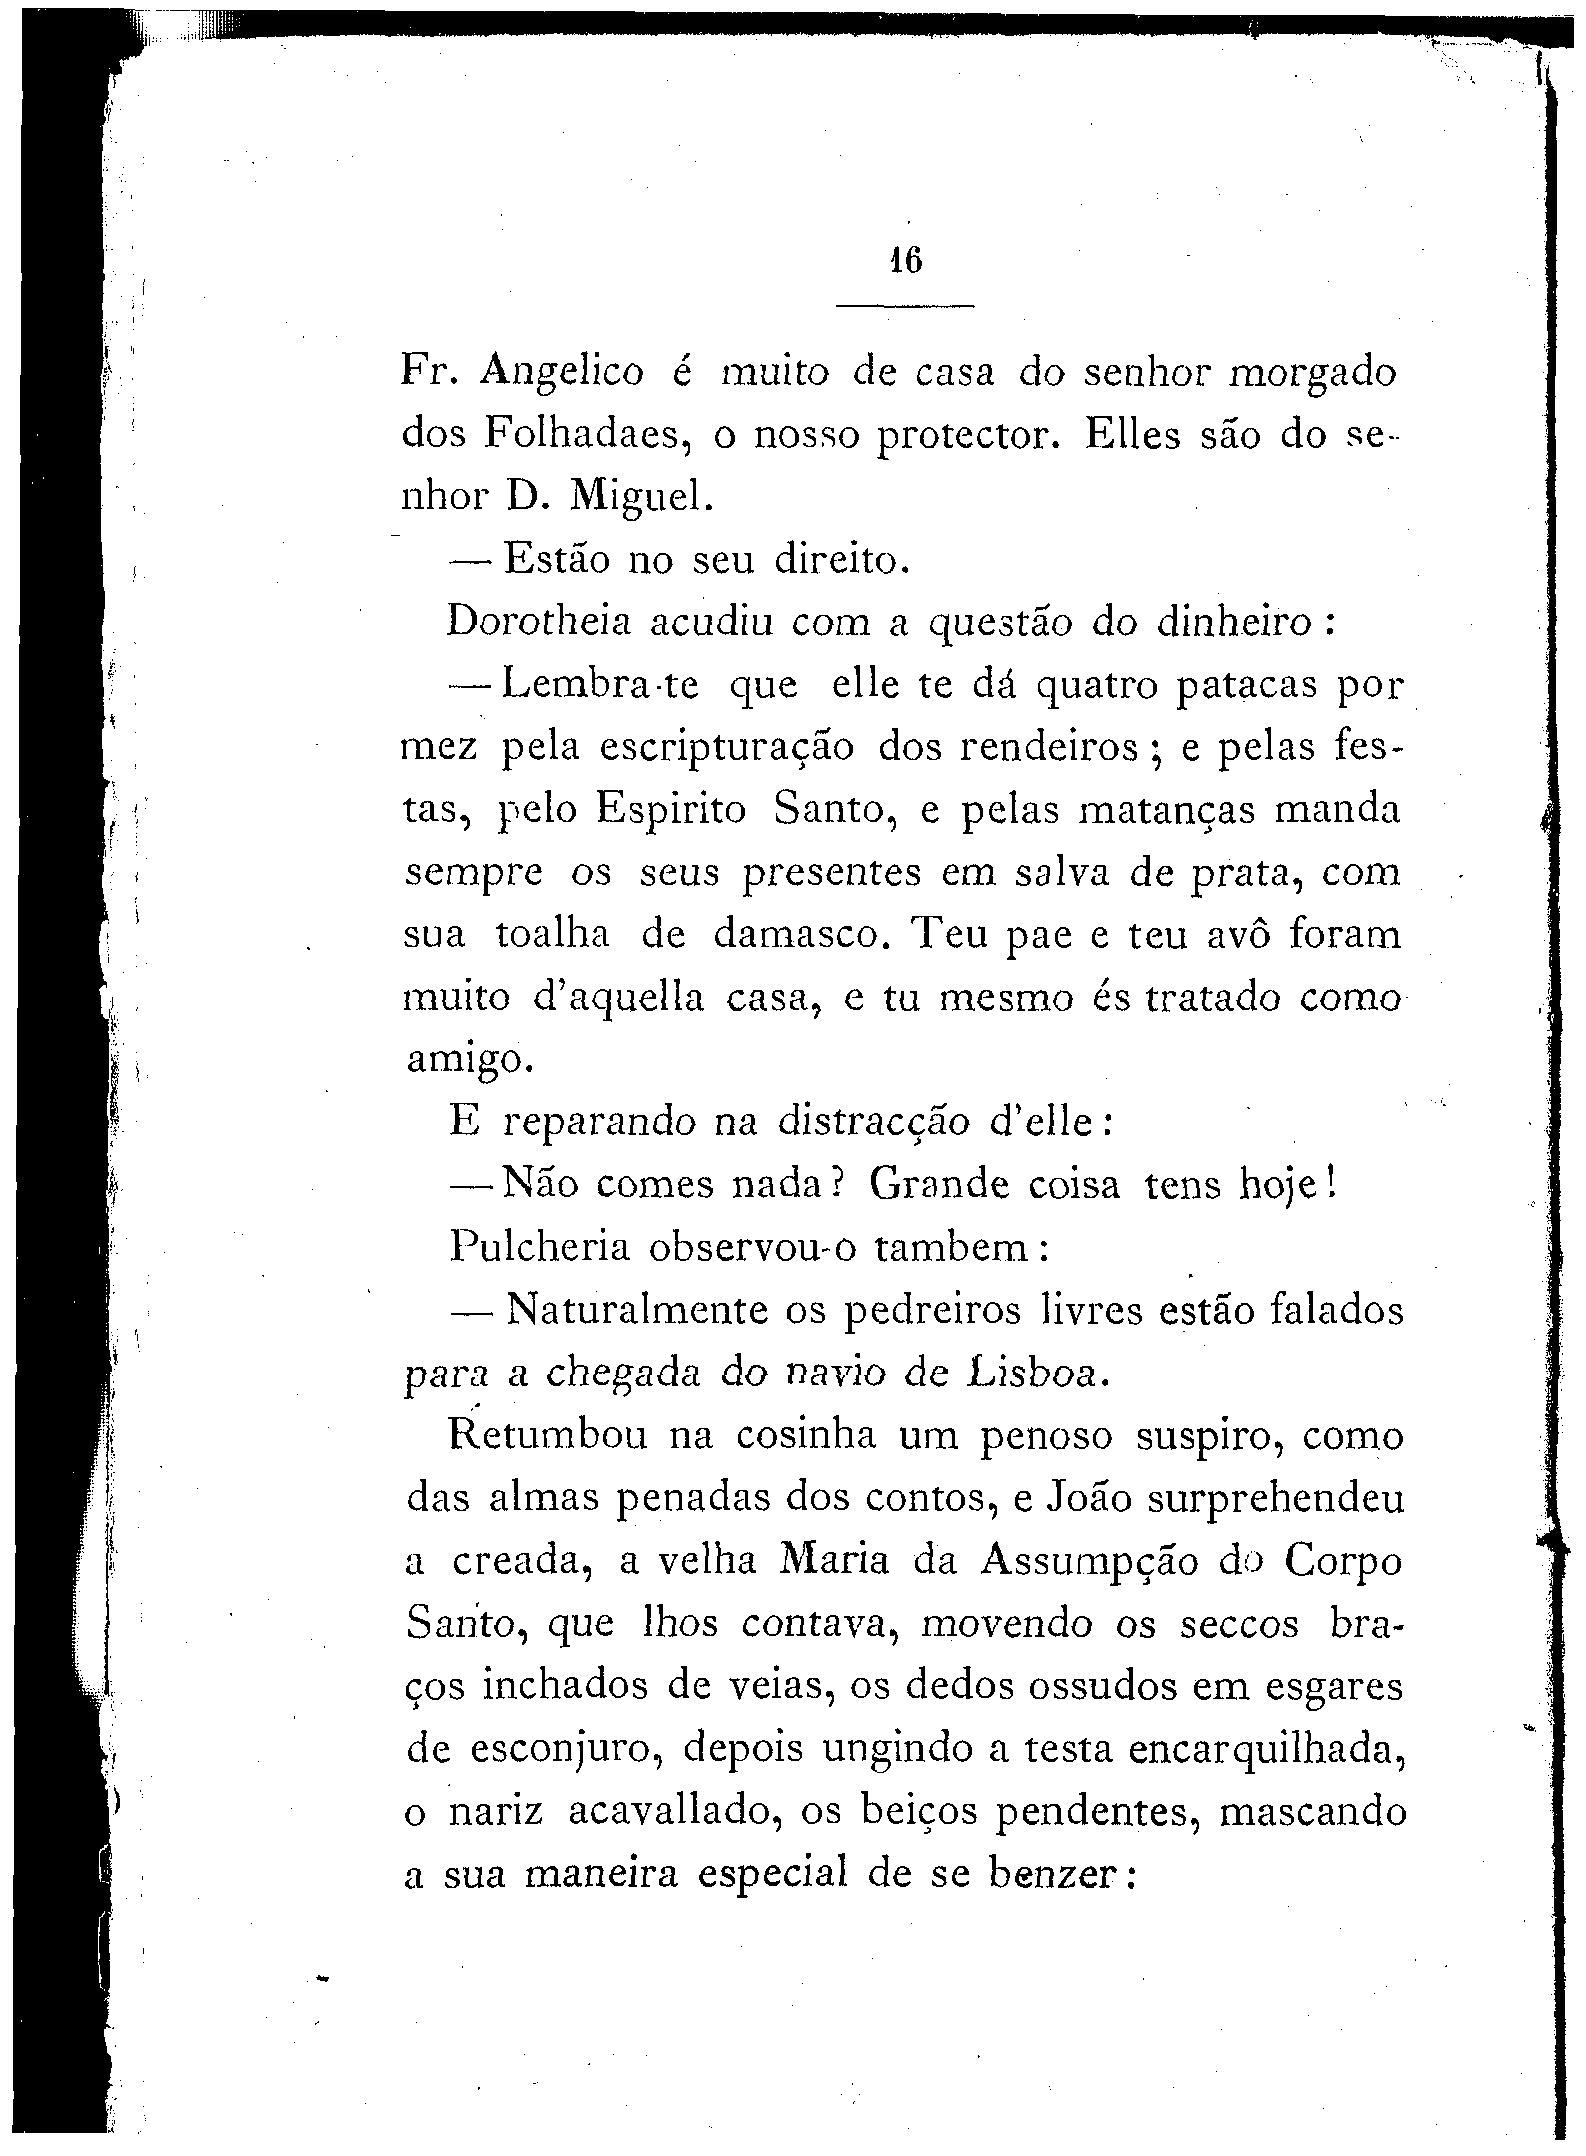 16
Fr. Angelico é muito de casa do senhor morgado
dos Folhadaes, o nosso protector. Elles são do se-
nhor D. Miguel.
— Estão no seu direito.
Dorotheia acudiu com a questão do dinheiro :
— Lembra-te que elle te dá quatro patacas por
mez pela escripturação dos rendeiros ; e pelas fes-
tas, pelo Espirito Santo, e pelas matanças manda
sempre os seus presentes em salva de prata, com
sua toalha de damasco. Teu pae e teu avô foram
muito d'aquella casa, e tu mesmo és tratado como
amigo.
E reparando na distracção d'elle :
— Não comes nada ? Grande coisa tens hoje !
Pulcheria observou-o tambem :
— Naturalmente os pedreiros livres estão falados
para a chegada do navio de Lisboa.
Retumbou na cosinha um penoso suspiro, como
das almas penadas dos contos, e João surprehendeu
a creada, a velha Maria da Assumpção do Corpo
Santo, que lhos contava, movendo os seccos bra-
ços inchados de veias, os dedos ossudos em esgares
de esconjuro, depois ungindo a testa encarquilhada,
o nariz acavallado, os beiços pendentes, mascando
a sua maneira especial de se benzer :